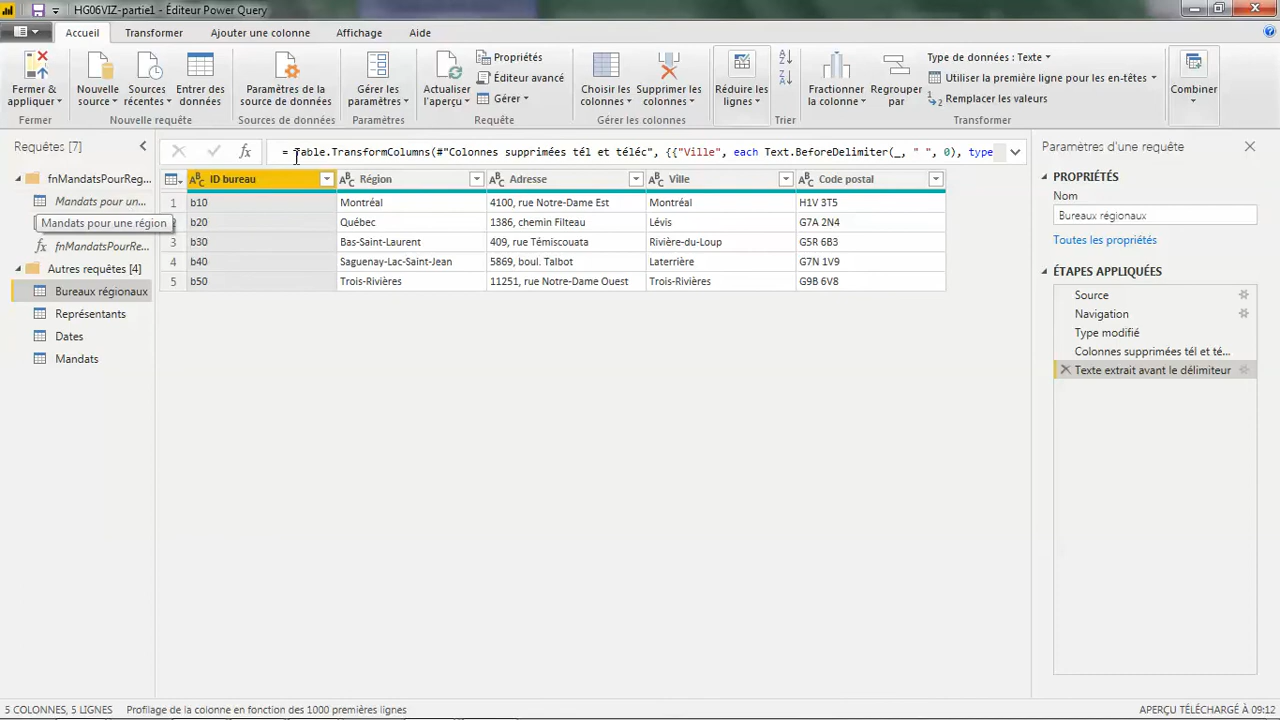 HG06VIZ-partie1 - Éditeur Power Query
Accueil Transformer Ajouter une colonne Affichage Aide
Fermer & appliquer
Nouvelle source
Sources récentes
Entrer des données
Paramètres de la source de données
Gérer les paramètres
Actualiser l'aperçu
Propriétés
Éditeur avancé
Gérer
Choisir les colonnes
Supprimer les colonnes
Réduire les lignes
Fractionner la colonne
Regrouper par
Type de données : Texte
Utiliser la première ligne pour les en-têtes
Remplacer les valeurs
Combiner
Fermer Nouvelle requête Sources de données Paramètres Requête Gérer les colonnes Trier Transformer
Requêtes [7]
fnMandatsPourReg...
Mandats pour un...
Mandats pour une région
fnMandatsPourRe...
Autres requêtes [4]
Bureaux régionaux
Représentants
Dates
Mandats
= Table.TransformColumns(#"Colonnes supprimées tél et téléc", {{"Ville", each Text.BeforeDelimiter(_, " ", 0), type
ID bureau Région Adresse Ville Code postal
1 b10 Montréal 4100, rue Notre-Dame Est Montréal H1V 3T5
2 b20 Québec 1386, chemin Filteau Lévis G7A 2N4
3 b30 Bas-Saint-Laurent 409, rue Témiscouata Rivière-du-Loup G5R 6B3
4 b40 Saguenay-Lac-Saint-Jean 5869, boul. Talbot Laterrière G7N 1V9
5 b50 Trois-Rivières 11251, rue Notre-Dame Ouest Trois-Rivières G9B 6V8
Paramètres d'une requête
PROPRIÉTÉS
Nom
Bureaux régionaux
Toutes les propriétés
ÉTAPES APPLIQUÉES
Source
Navigation
Type modifié
Colonnes supprimées tél et té...
Texte extrait avant le délimiteur
5 COLONNES, 5 LIGNES Profilage de la colonne en fonction des 1000 premières lignes
APERÇU TÉLÉCHARGÉ À 09:12